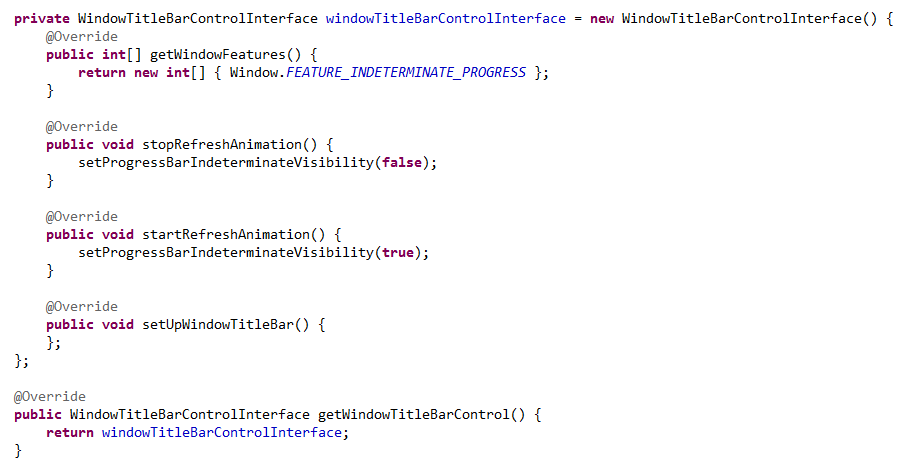 private WindowTitleBarControlInterface windowTitleBarControlInterface = new WindowTitleBarControlInterface() {
    @Override
    public int[] getWindowFeatures() {
        return new int[] { Window.FEATURE_INDETERMINATE_PROGRESS };
    }

    @Override
    public void stopRefreshAnimation() {
        setProgressBarIndeterminateVisibility(false);
    }

    @Override
    public void startRefreshAnimation() {
        setProgressBarIndeterminateVisibility(true);
    }

    @Override
    public void setUpWindowTitleBar() {
    };
};

@Override
public WindowTitleBarControlInterface getWindowTitleBarControl() {
    return windowTitleBarControlInterface;
}